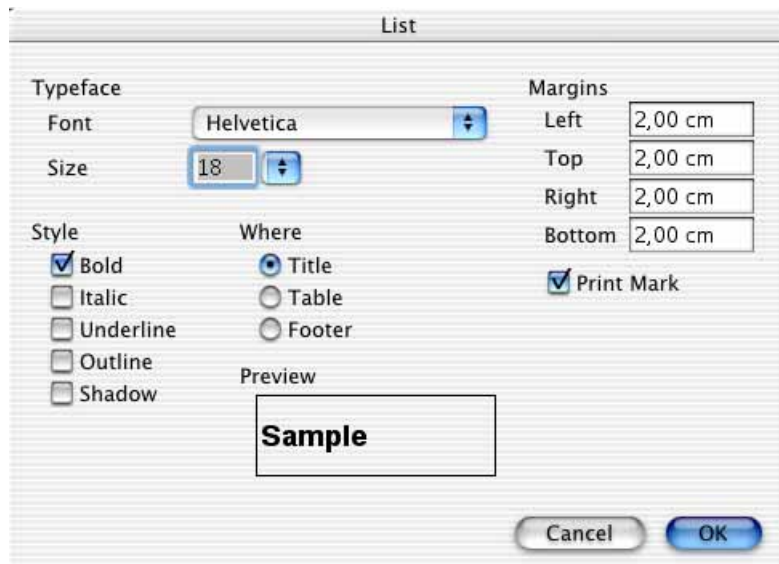 List
Typeface
Font Helvetica
Size 18
Margins
Left 2,00 cm
Top 2,00 cm
Right 2,00 cm
Bottom 2,00 cm
Print Mark
Style
Bold
Italic
Underline
Outline
Shadow
Where
Title
Table
Footer
Preview
Sample
Cancel OK